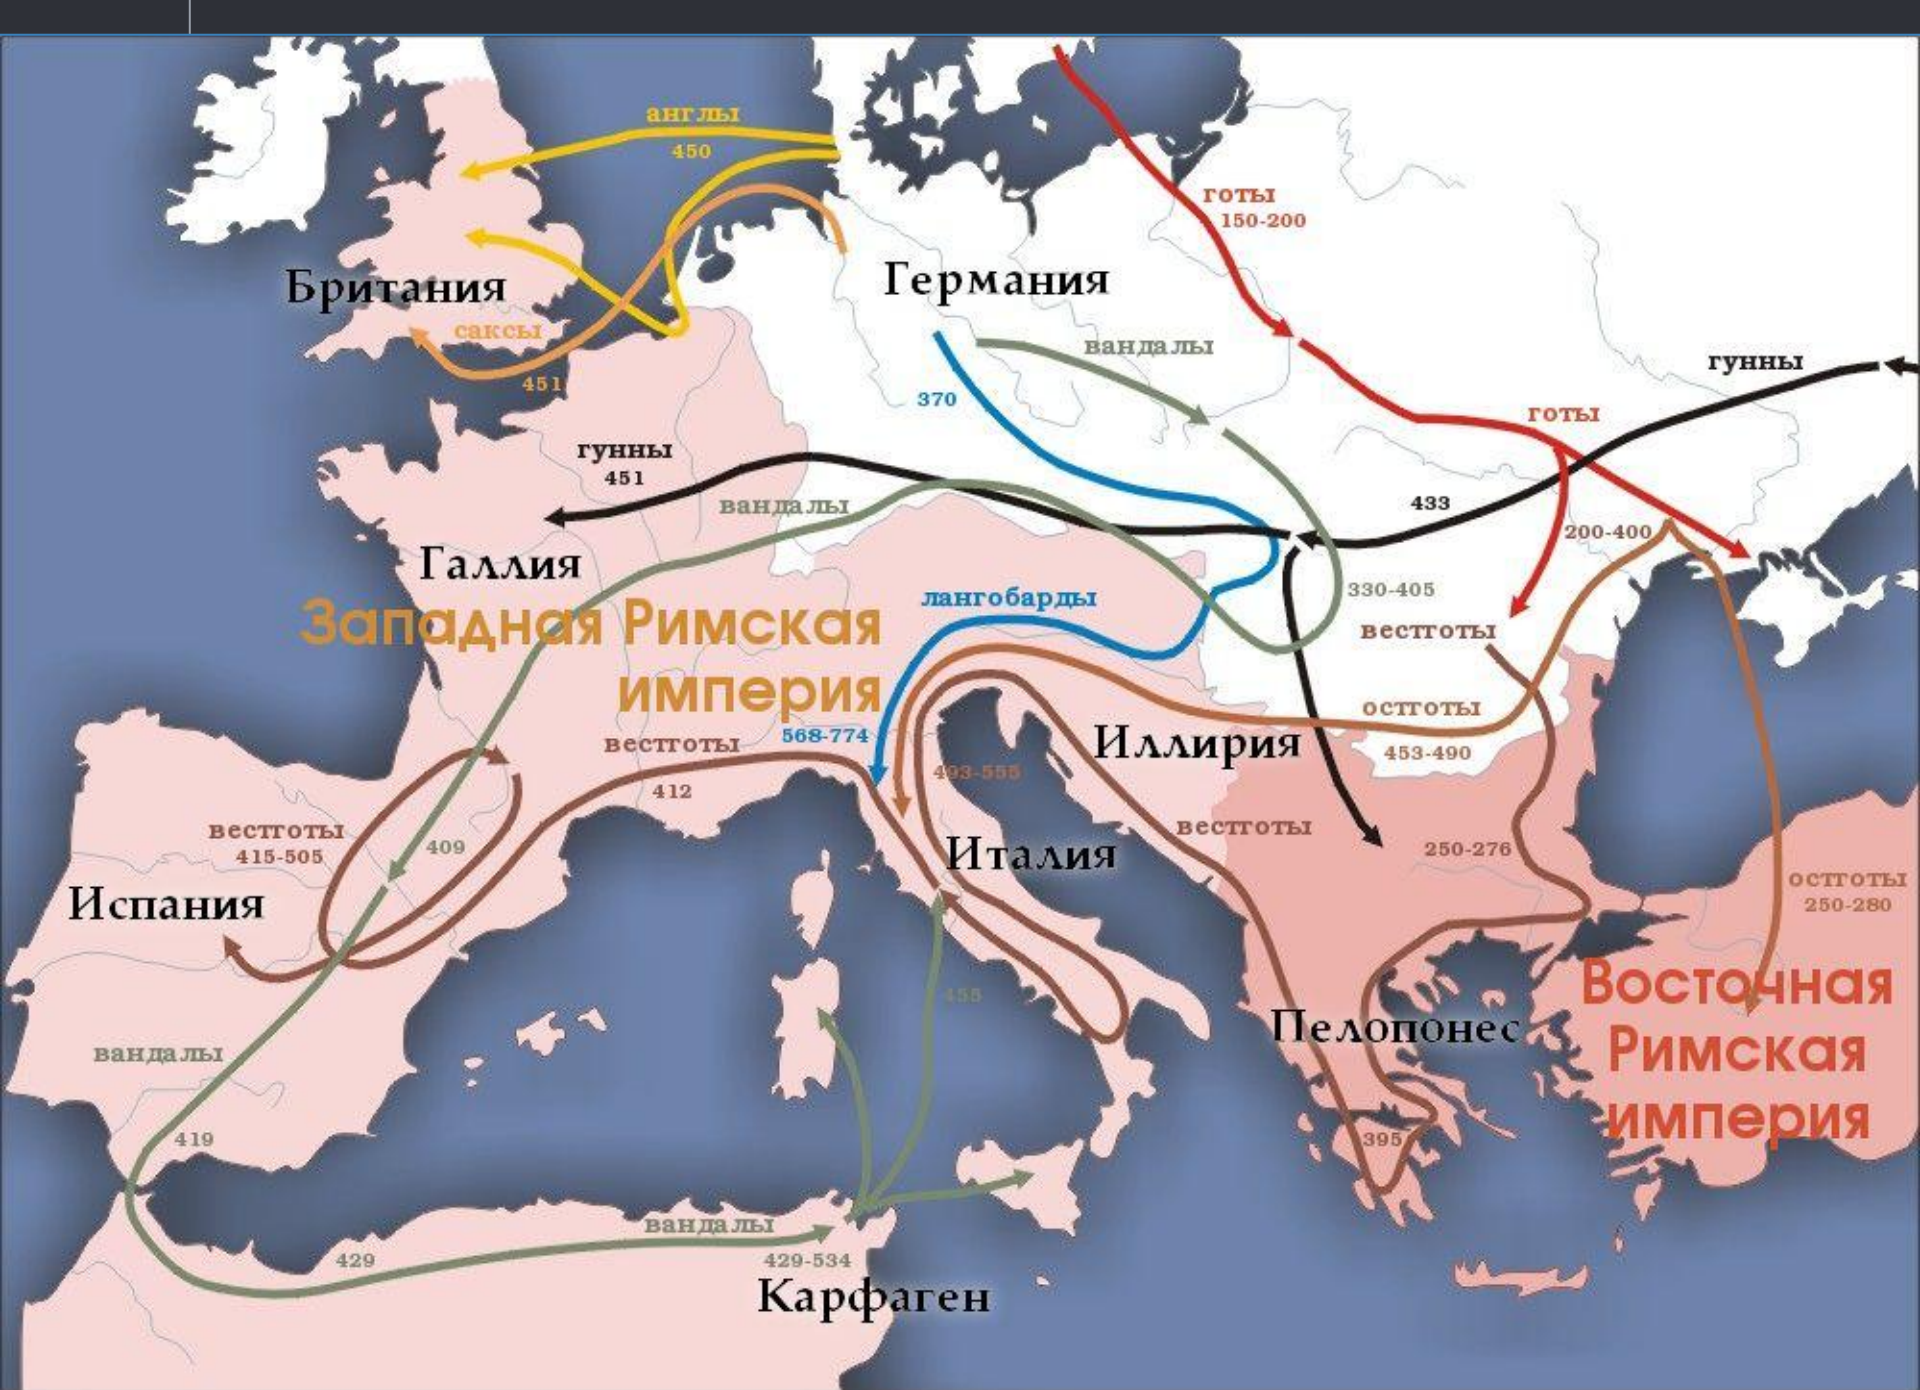 англы
450
готы
150-200
Германия
Британия
саксы
451
вандалы
гунны
370
готы
гунны
451
вандалы
433
200-400
Галлия
330-405
лангобарды
Западная Римская
империя
вестготы
остготы
453-490
568-774
вестготы
412
Иллирия
493-555
вестготы
415-505
409
вестготы
250-276
Италия
Испания
остготы
250-280
455
Восточная
Римская
империя
Пелопонес
вандалы
419
395
вандалы
429
429-534
Карфаген